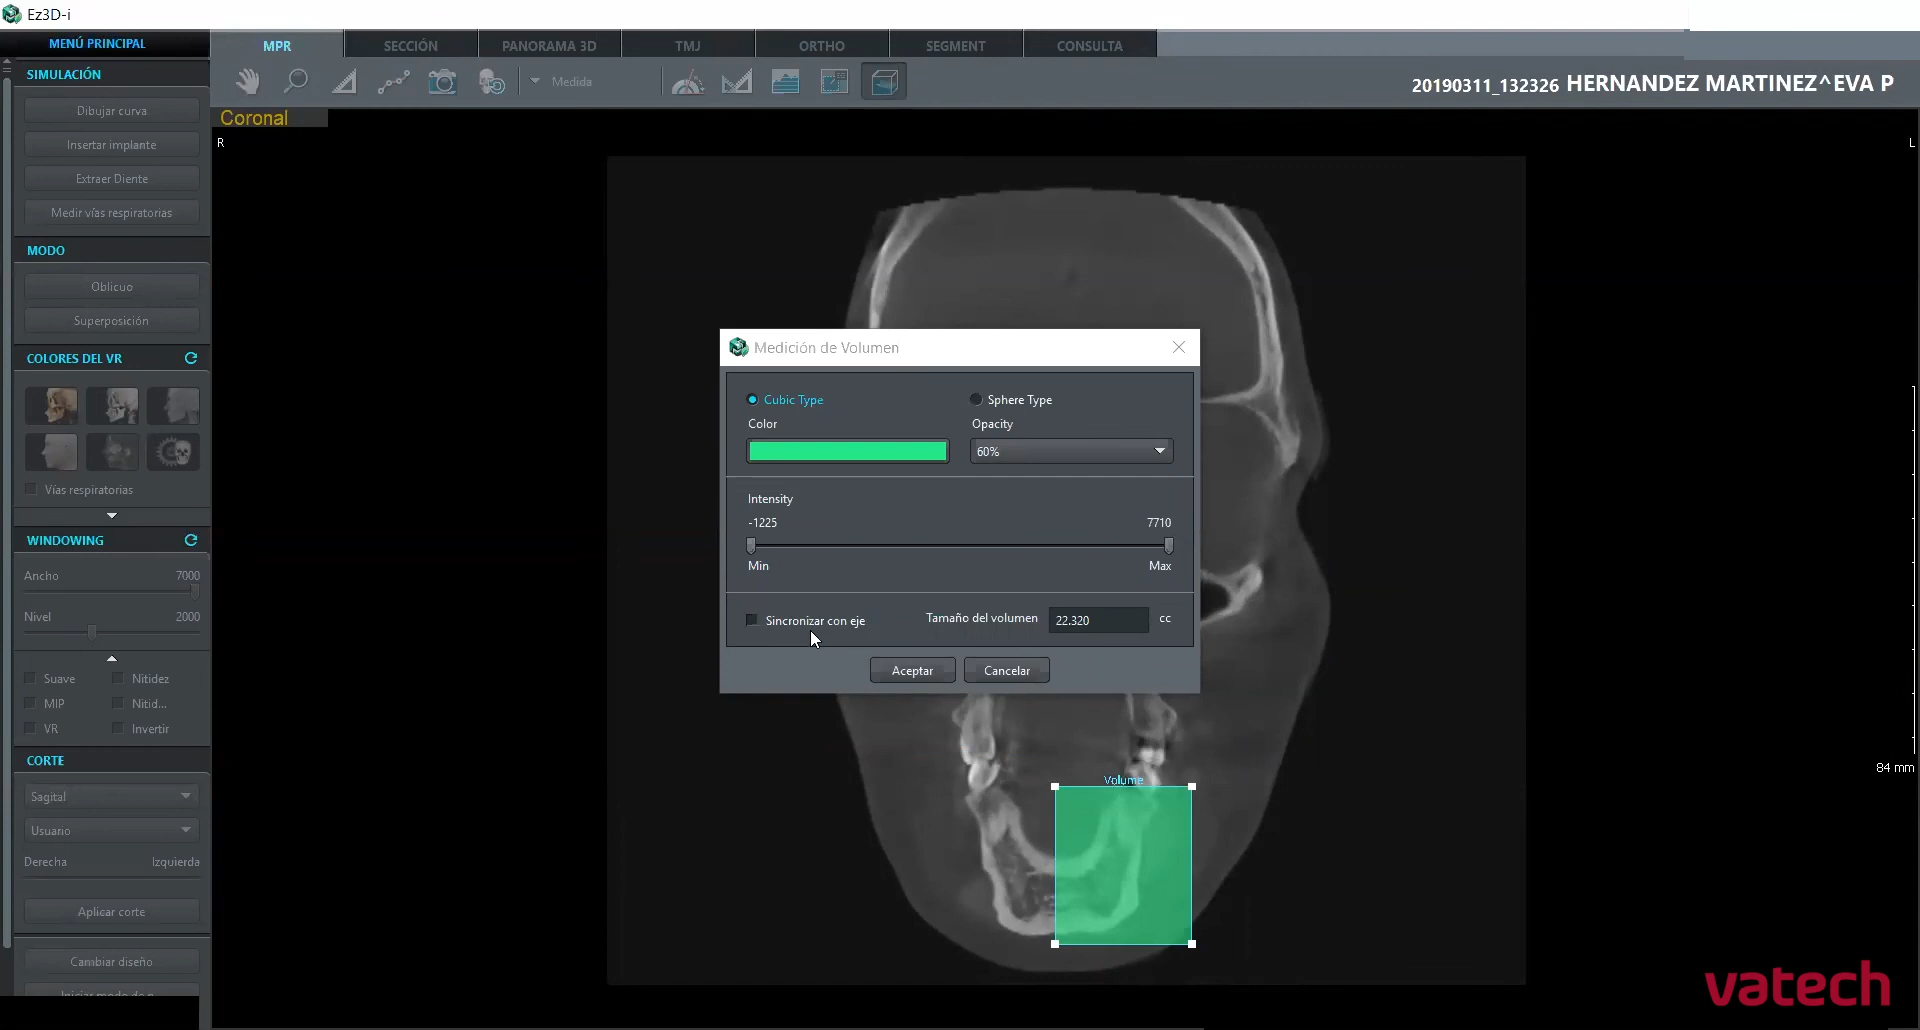 Ez3D-i
MENÚ PRINCIPAL
MPR
SECCIÓN
PANORAMA 3D
TMJ
ORTHO
SEGMENT
CONSULTA
Medida
20190311_132326 HERNANDEZ MARTINEZ^EVA P
SIMULACIÓN
Dibujar curva
Insertar implante
Extraer Diente
Medir vías respiratorias
MODO
Oblicuo
Superposición
COLORES DEL VR
Vías respiratorias
WINDOWING
Ancho 7000
Nivel 2000
Suave Nitidez
MIP Nitid...
VR Invertir
CORTE
Sagital
Usuario
Derecha Izquierda
Aplicar corte
Cambiar diseño
Coronal
R
L
Medición de Volumen
Cubic Type Sphere Type
Color Opacity
60%
Intensity
-1225 7710
Min Max
Sincronizar con eje Tamaño del volumen 22.320 cc
Aceptar Cancelar
Volume
84 mm
vatech